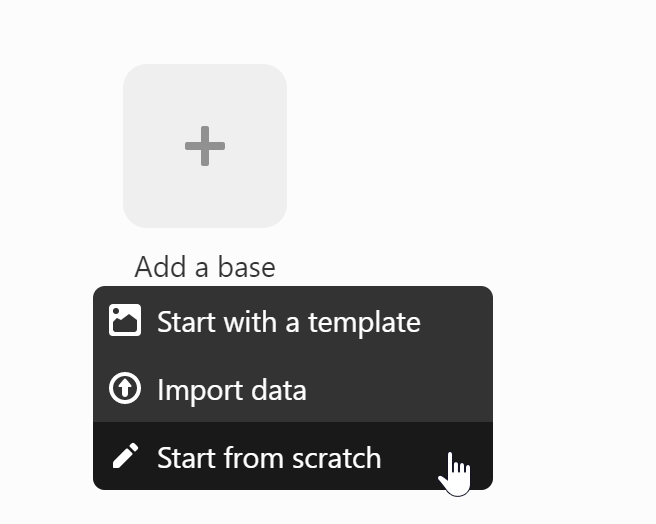 Add a base
Start with a template
Import data
Start from scratch